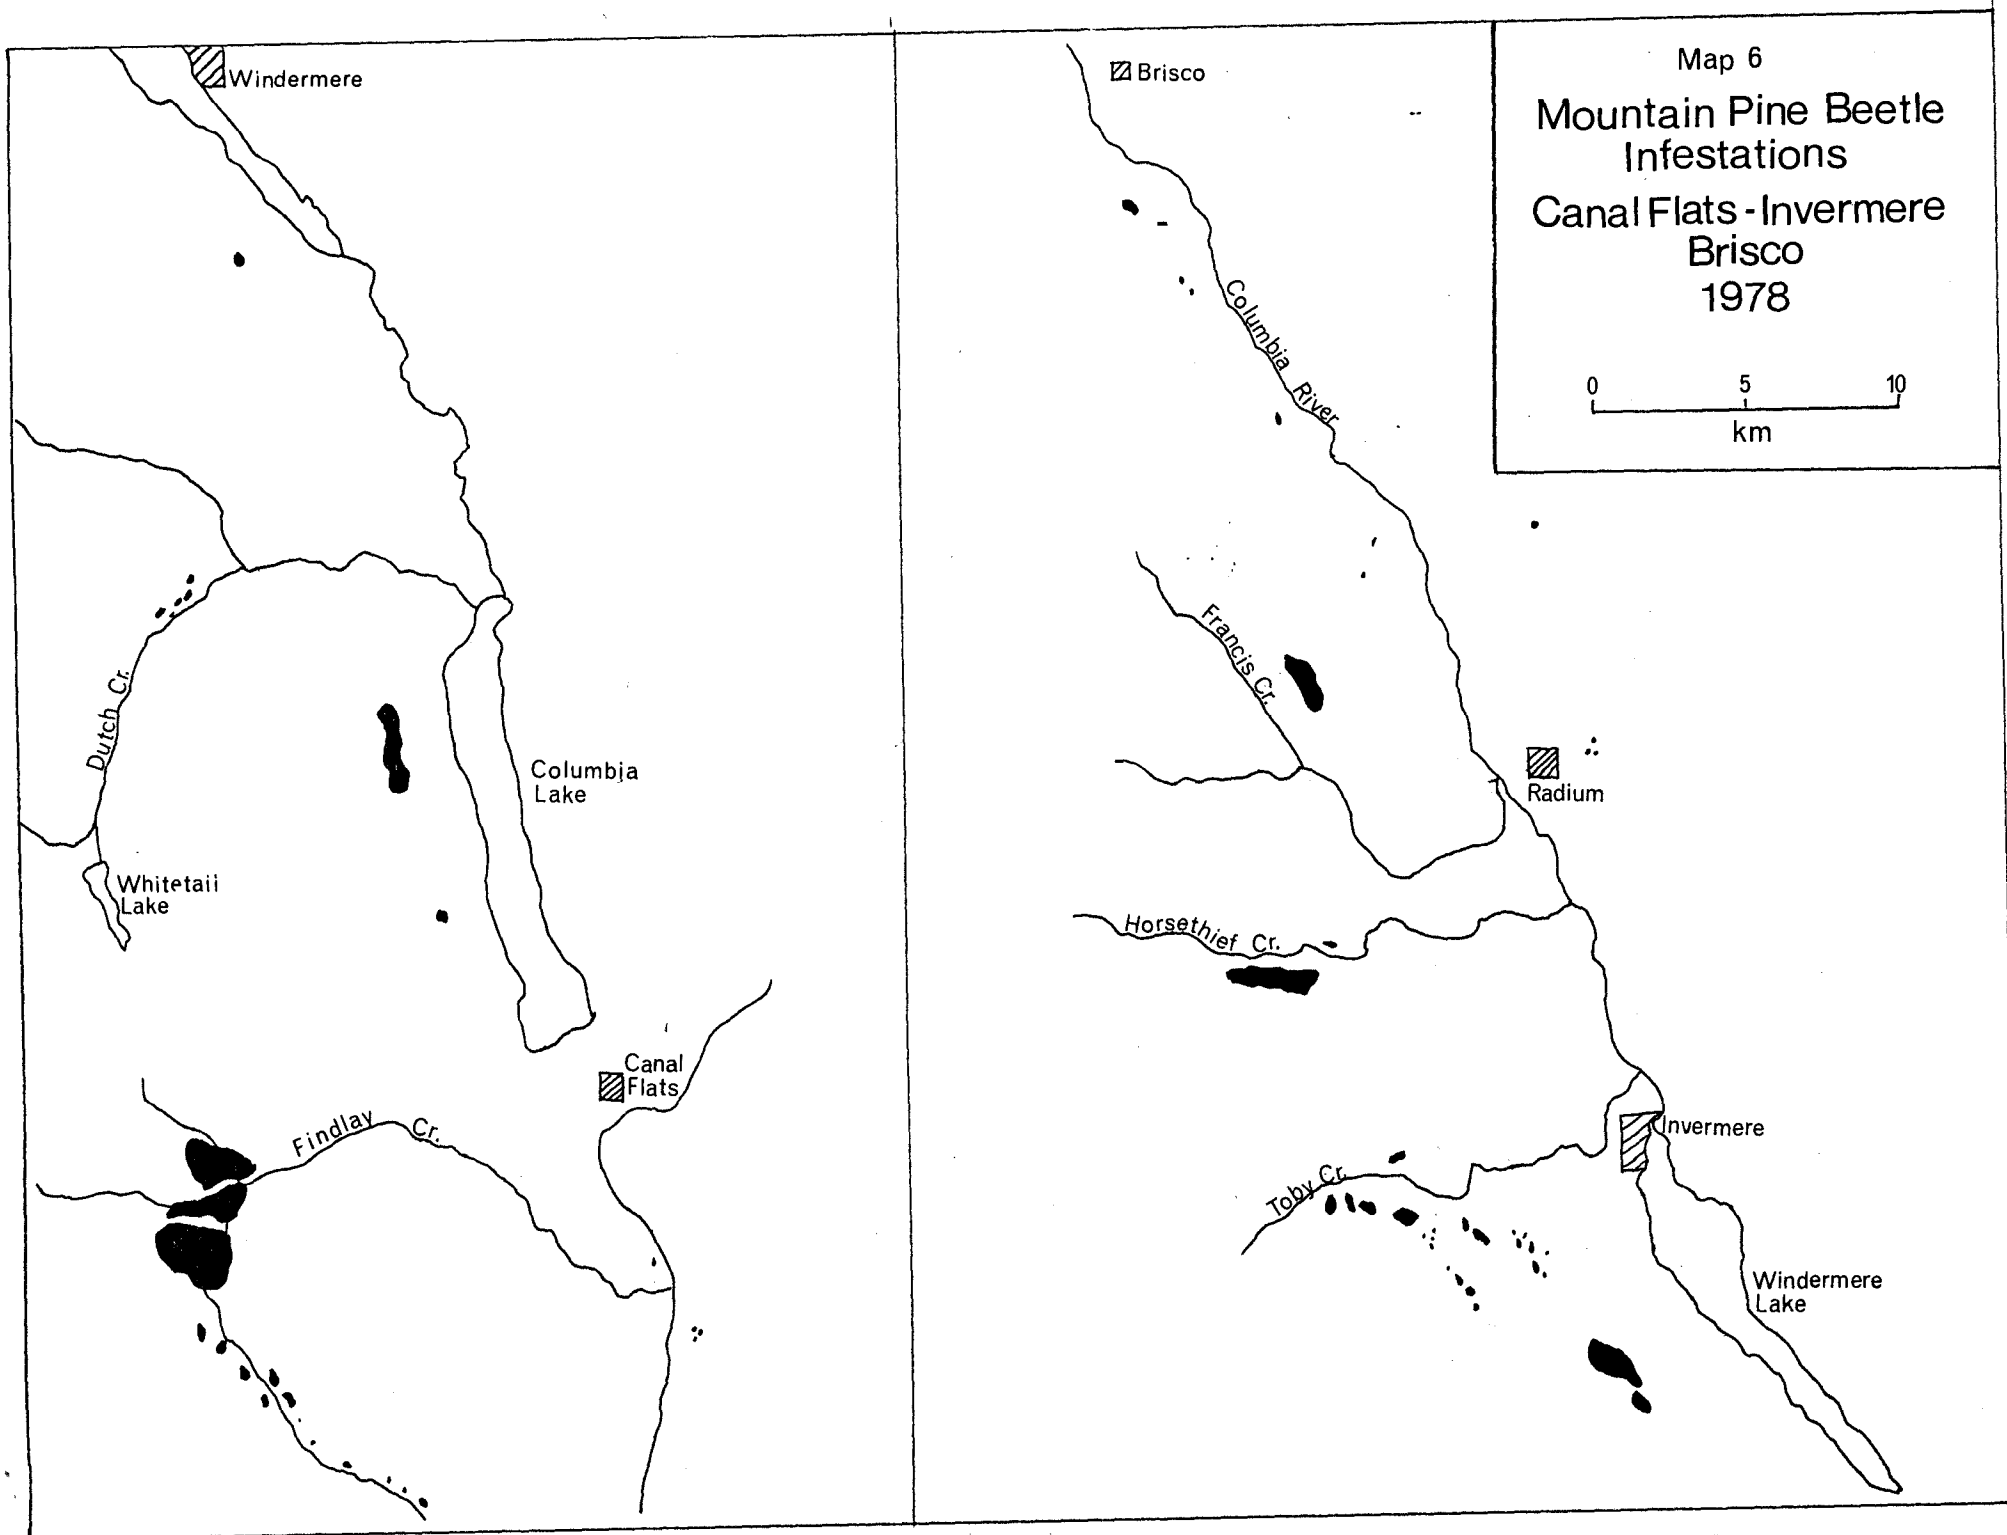 Map 6
Mountain Pine Beetle
Infestations
Canal Flats - Invermere
Brisco
1978
0 5 10
km
Windermere
Dutch Cr.
Columbia
Lake
Whitetail
Lake
Canal
Flats
Findlay Cr.
Brisco
Columbia River
Francis Cr.
Radium
Horsethief Cr.
Invermere
Toby Cr.
Windermere
Lake